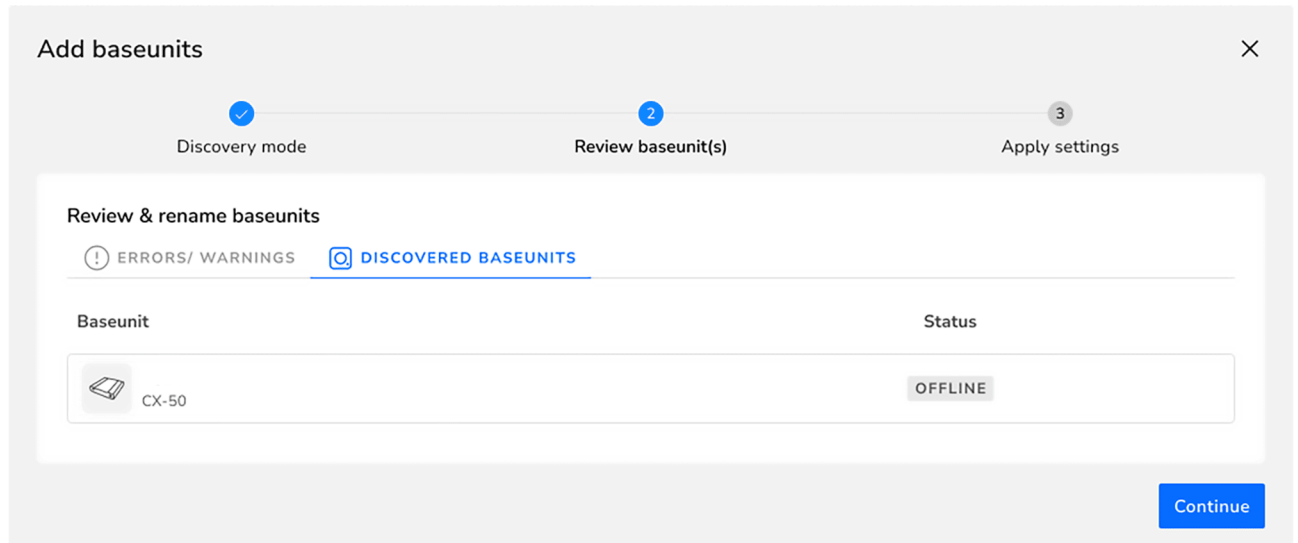 Add baseunits
2
3
Discovery mode
Review baseunit(s)
Apply settings
Review & rename baseunits
ERRORS/ WARNINGS
DISCOVERED BASEUNITS
Baseunit
Status
CX-50
OFFLINE
Continue